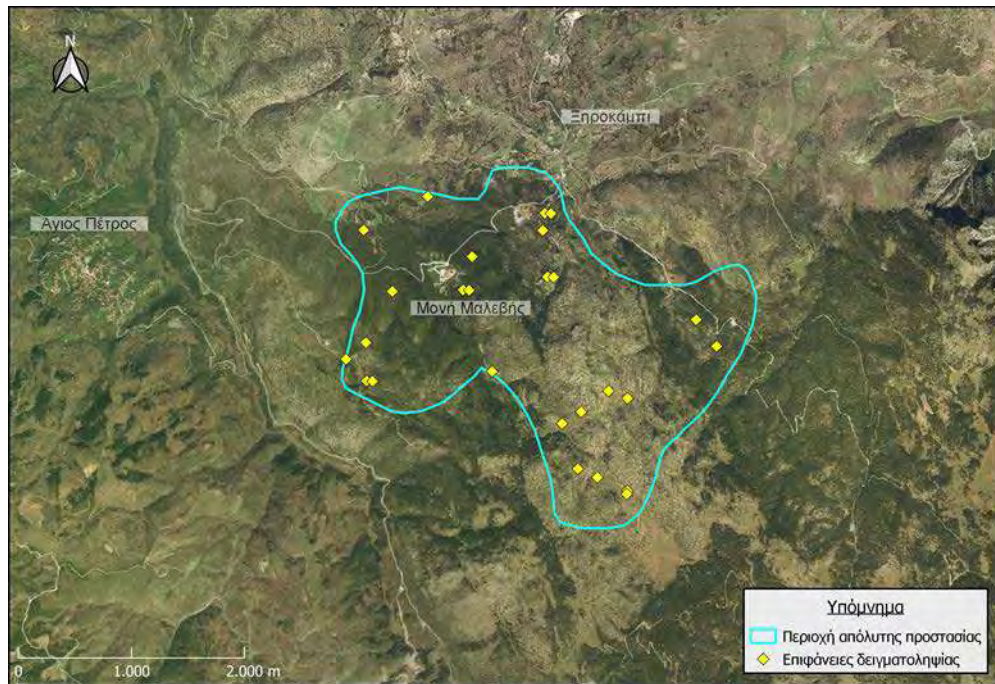 N
Ξηροκάμπι
Άγιος Πέτρος
Μονή Μαλεβής
Υπόμνημα
Περιοχή απόλυτης προστασίας
Επιφάνειες δειγματοληψίας
0 1.000 2.000 m